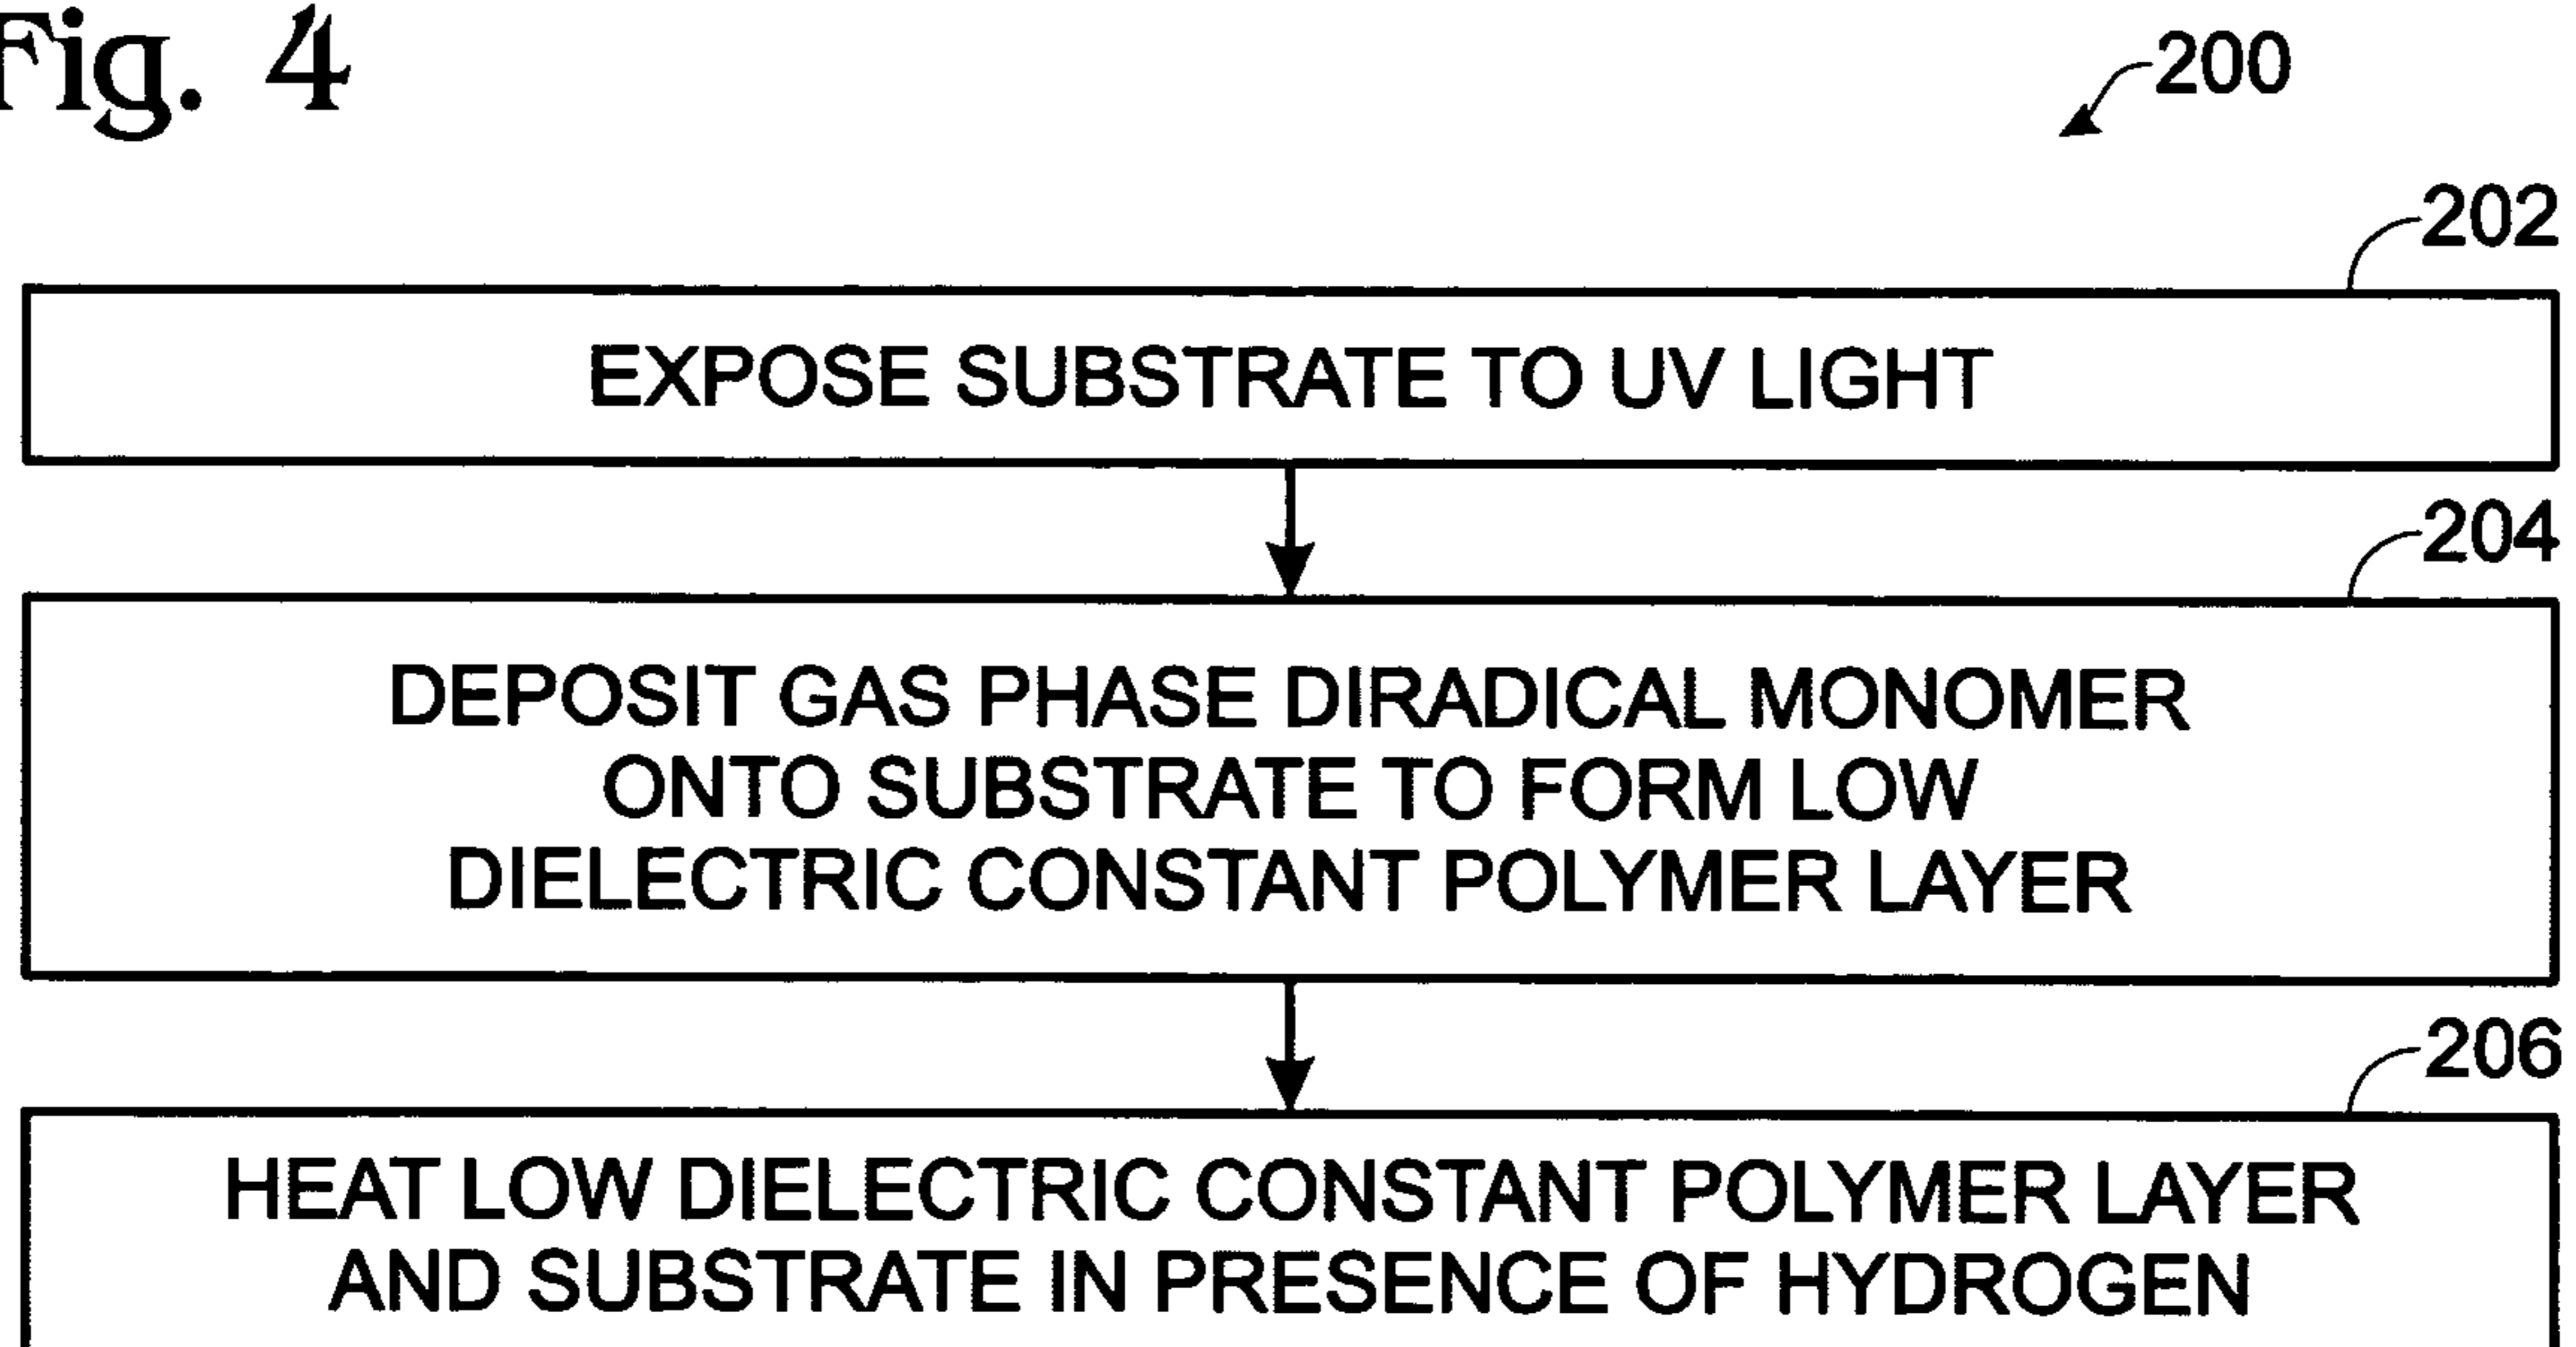 Fig. 4
200
202
EXPOSE SUBSTRATE TO UV LIGHT
204
DEPOSIT GAS PHASE DIRADICAL MONOMER
ONTO SUBSTRATE TO FORM LOW
DIELECTRIC CONSTANT POLYMER LAYER
206
HEAT LOW DIELECTRIC CONSTANT POLYMER LAYER
AND SUBSTRATE IN PRESENCE OF HYDROGEN